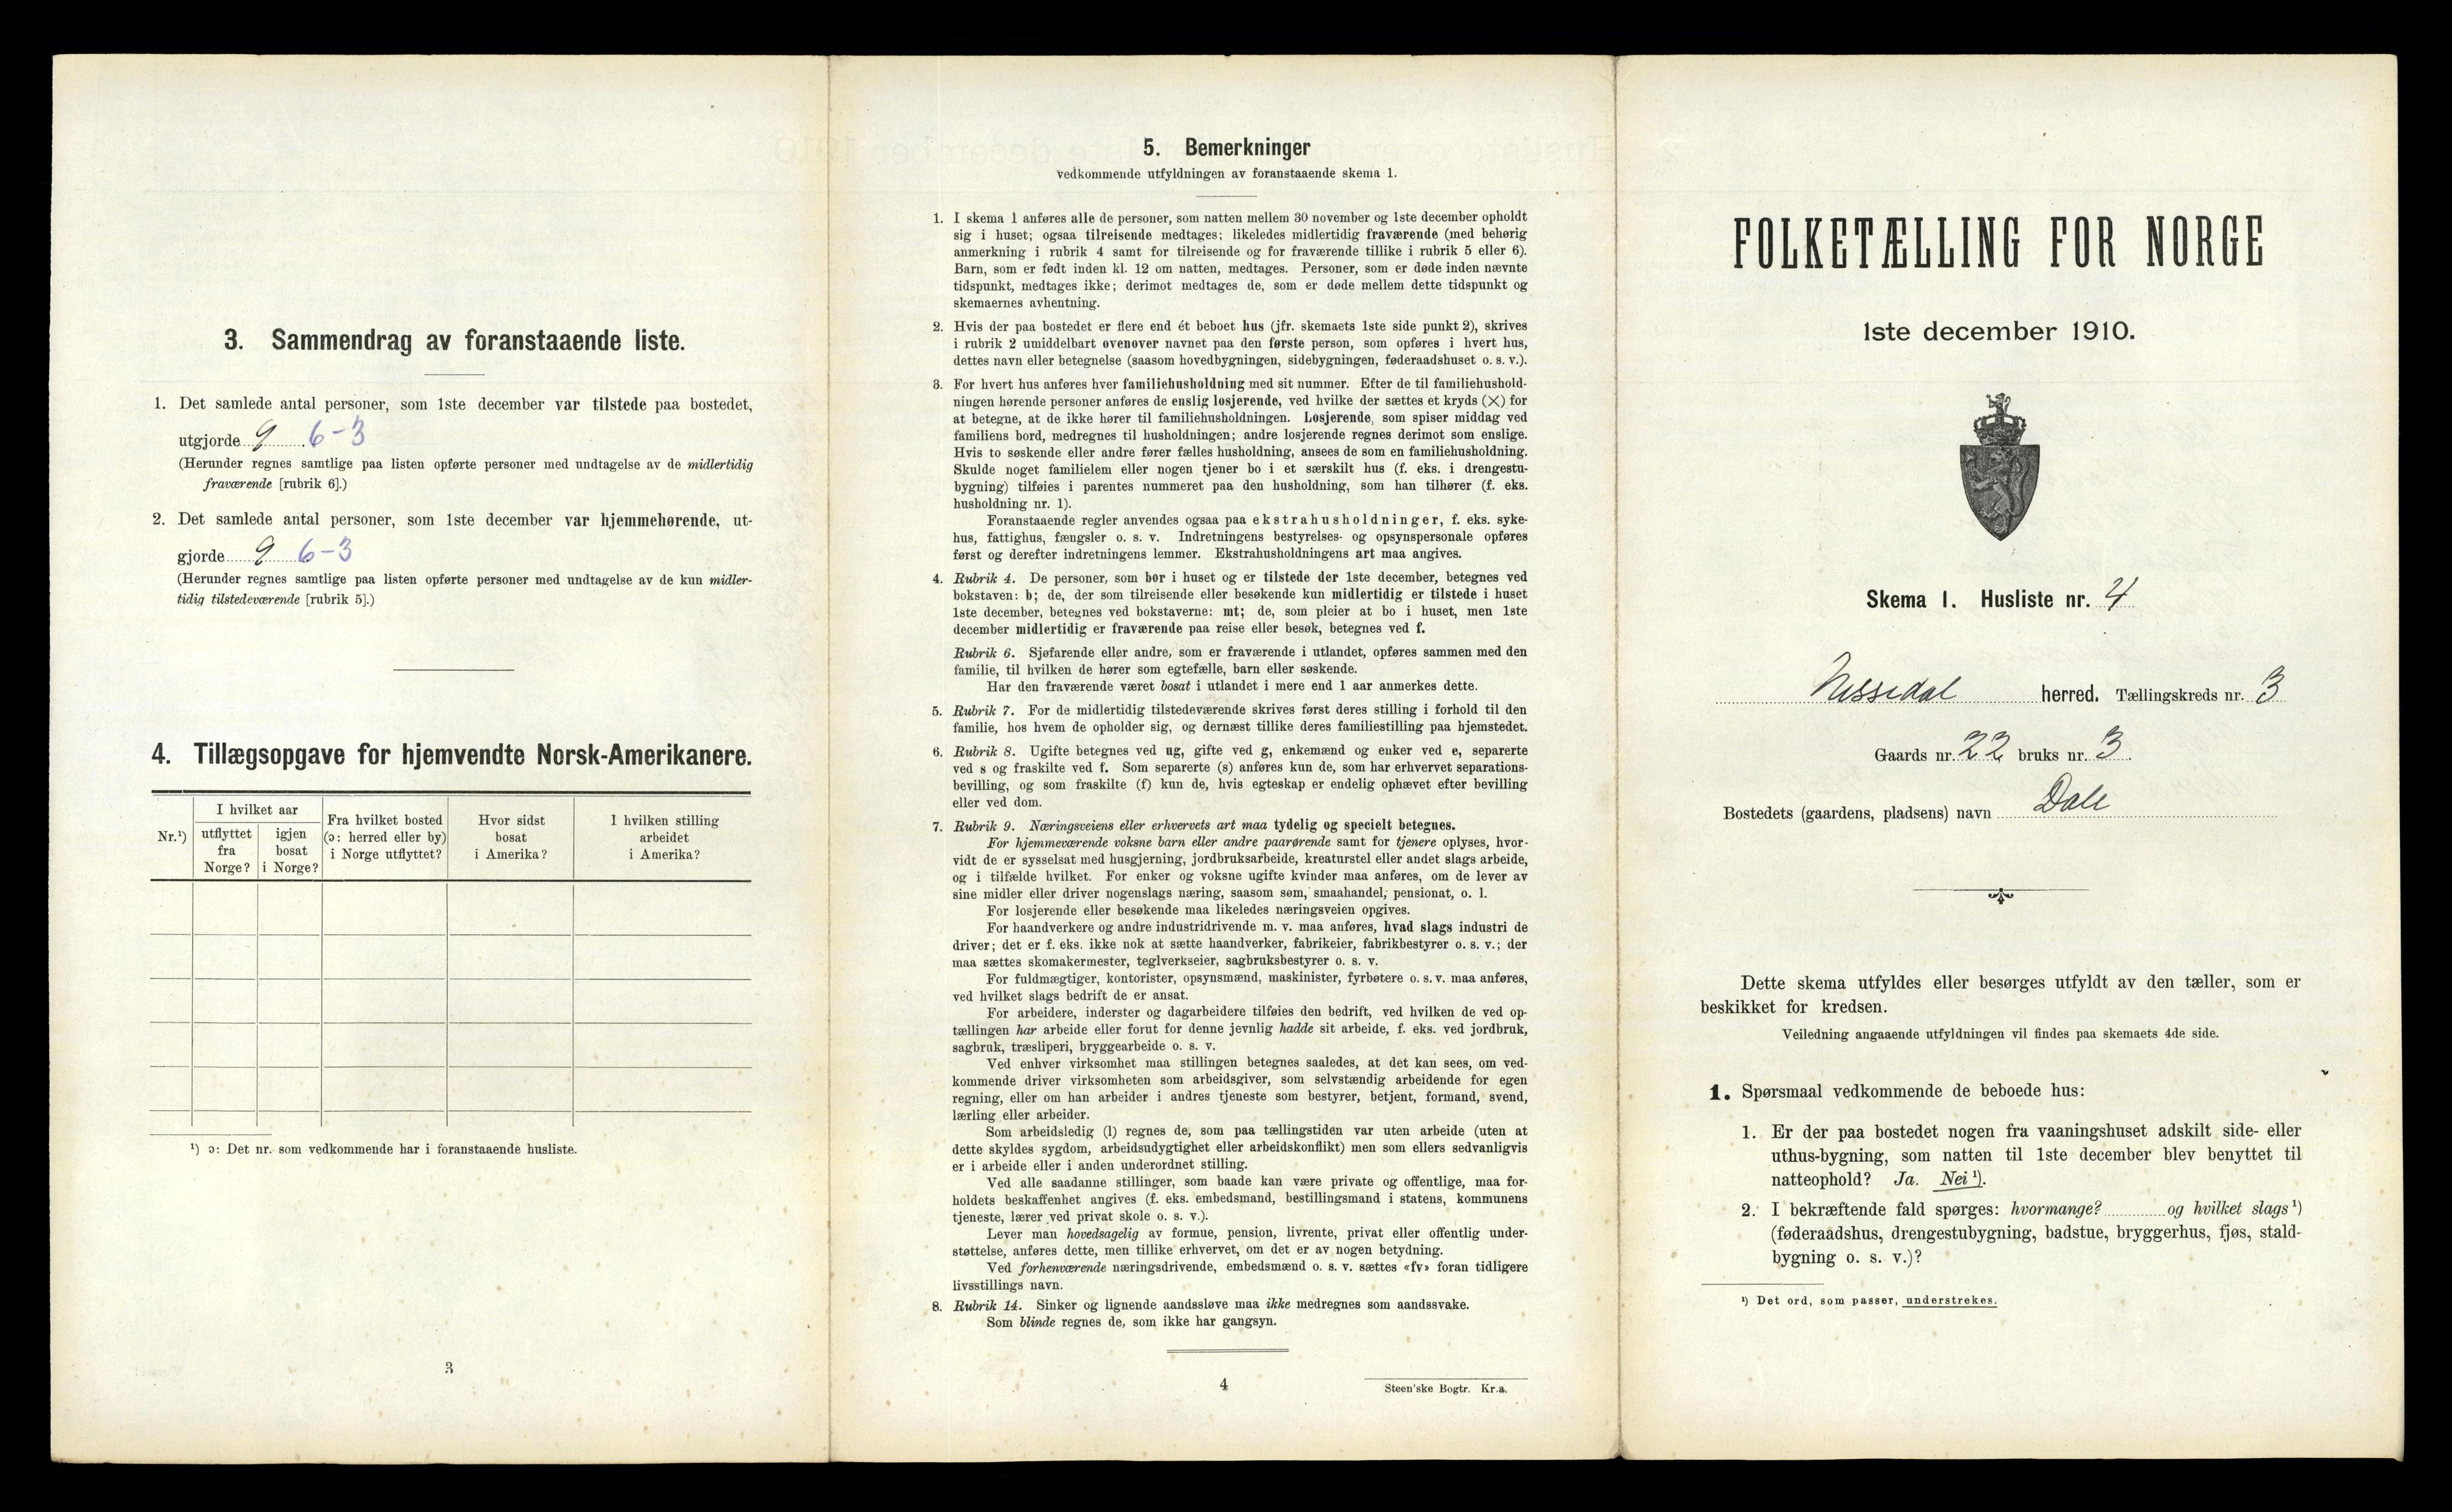 3. Sammendrag av foranstaaende liste.
1. Det samlede antal personer, som 1ste december var tilstede paa bostedet,
utgjorde 9 6-3
(Herunder regnes samtlige paa listen opførte personer med undtagelse av de midlertidig
fraværende [rubrik 6].)
2. Det samlede antal personer, som 1ste december var hjemmehørende, ut-
gjorde 9 6-3
(Herunder regnes samtlige paa listen opførte personer med undtagelse av de kun midler-
tidig tilstedeværende [rubrik 5].)
4. Tillægsopgave for hjemvendte Norsk-Amerikanere.
Nr.¹)
I hvilket aar
utflyttet fra Norge?
igjen bosat i Norge?
Fra hvilket bosted (ɔ: herred eller by) i Norge utflyttet?
Hvor sidst bosat i Amerika?
I hvilken stilling arbeidet i Amerika?
¹) ɔ: Det nr. som vedkommende har i foranstaaende husliste.
3
5. Bemerkninger
vedkommende utfyldningen av foranstaaende skema 1.
1. I skema 1 anføres alle de personer, som natten mellem 30 november og 1ste december opholdt
sig i huset; ogsaa tilreisende medtages; likeledes midlertidig fraværende (med behørig
anmerkning i rubrik 4 samt for tilreisende og for fraværende tillike i rubrik 5 eller 6).
Barn, som er født inden kl. 12 om natten, medtages. Personer, som er døde inden nævnte
tidspunkt, medtages ikke; derimot medtages de, som er døde mellem dette tidspunkt og
skemaernes avhentning.
2. Hvis der paa bostedet er flere end ét beboet hus (jfr. skemaets 1ste side punkt 2), skrives
i rubrik 2 umiddelbart ovenover navnet paa den første person, som opføres i hvert hus,
dettes navn eller betegnelse (saasom hovedbygningen, sidebygningen, føderaadshuset o. s. v.).
3. For hvert hus anføres hver familiehusholdning med sit nummer. Efter de til familiehushold-
ningen hørende personer anføres de enslig losjerende, ved hvilke der sættes et kryds (×) for
at betegne, at de ikke hører til familiehusholdningen. Losjerende, som spiser middag ved
familiens bord, medregnes til husholdningen; andre losjerende regnes derimot som enslige.
Hvis to søskende eller andre fører fælles husholdning, ansees de som en familiehusholdning.
Skulde noget familielem eller nogen tjener bo i et særskilt hus (f. eks. i drengestu-
bygning) tilføies i parentes nummeret paa den husholdning, som han tilhører (f. eks.
husholdning nr. 1).
Foranstaaende regler anvendes ogsaa paa ekstrahusholdninger, f. eks. syke-
hus, fattighus, fængsler o. s. v. Indretningens bestyrelses- og opsynspersonale opføres
først og derefter indretningens lemmer. Ekstrahusholdningens art maa angives.
4. Rubrik 4. De personer, som bor i huset og er tilstede der 1ste december, betegnes ved
bokstaven: b; de, der som tilreisende eller besøkende kun midlertidig er tilstede i huset
1ste december, betegnes ved bokstaverne: mt; de, som pleier at bo i huset, men 1ste
december midlertidig er fraværende paa reise eller besøk, betegnes ved f.
Rubrik 6. Sjøfarende eller andre, som er fraværende i utlandet, opføres sammen med den
familie, til hvilken de hører som egtefælle, barn eller søskende.
Har den fraværende været bosat i utlandet i mere end 1 aar anmerkes dette.
5. Rubrik 7. For de midlertidig tilstedeværende skrives først deres stilling i forhold til den
familie, hos hvem de opholder sig, og dernæst tillike deres familiestilling paa hjemstedet.
6. Rubrik 8. Ugifte betegnes ved ug, gifte ved g, enkemænd og enker ved e, separerte
ved s og fraskilte ved f. Som separerte (s) anføres kun de, som har erhvervet separations-
bevilling, og som fraskilte (f) kun de, hvis egteskap er endelig ophævet efter bevilling
eller ved dom.
7. Rubrik 9. Næringsveiens eller erhvervets art maa tydelig og specielt betegnes.
For hjemmeværende voksne barn eller andre paarørende samt for tjenere oplyses, hvor-
vidt de er sysselsat med husgjerning, jordbruksarbeide, kreaturstel eller andet slags arbeide,
og i tilfælde hvilket. For enker og voksne ugifte kvinder maa anføres, om de lever av
sine midler eller driver nogenslags næring, saasom søm, smaahandel, pensionat, o. l.
For losjerende eller besøkende maa likeledes næringsveien opgives.
For haandverkere og andre industridrivende m. v. maa anføres, hvad slags industri de
driver; det er f. eks. ikke nok at sætte haandverker, fabrikeier, fabrikbestyrer o. s. v.; der
maa sættes skomakermester, teglverkseier, sagbruksbestyrer o. s. v.
For fuldmægtiger, kontorister, opsynsmænd, maskinister, fyrbøtere o. s. v. maa anføres,
ved hvilket slags bedrift de er ansat.
For arbeidere, inderster og dagarbeidere tilføies den bedrift, ved hvilken de ved op-
tællingen har arbeide eller forut for denne jevnlig hadde sit arbeide, f. eks. ved jordbruk,
sagbruk, træsliperi, bryggearbeide o. s. v.
Ved enhver virksomhet maa stillingen betegnes saaledes, at det kan sees, om ved-
kommende driver virksomheten som arbeidsgiver, som selvstændig arbeidende for egen
regning, eller om han arbeider i andres tjeneste som bestyrer, betjent, formand, svend,
lærling eller arbeider.
Som arbeidsledig (l) regnes de, som paa tællingstiden var uten arbeide (uten at
dette skyldes sygdom, arbeidsudygtighet eller arbeidskonflikt) men som ellers sedvanligvis
er i arbeide eller i anden underordnet stilling.
Ved alle saadanne stillinger, som baade kan være private og offentlige, maa for-
holdets beskaffenhet angives (f. eks. embedsmand, bestillingsmand i statens, kommunens
tjeneste, lærer ved privat skole o. s. v.).
Lever man hovedsagelig av formue, pension, livrente, privat eller offentlig under-
støttelse, anføres dette, men tillike erhvervet, om det er av nogen betydning.
Ved forhenværende næringsdrivende, embedsmænd o. s. v. sættes «fv» foran tidligere
livsstillings navn.
8. Rubrik 14. Sinker og lignende aandssløve maa ikke medregnes som aandssvake.
Som blinde regnes de, som ikke har gangsyn.
4
Steen'ske Bogtr. Kr.a.
FOLKETÆLLING FOR NORGE
1ste december 1910.
Skema 1. Husliste nr. 4
Nissedal herred. Tællingskreds nr. 3
Gaards nr. 22 bruks nr. 3.
Bostedets (gaardens, pladsens) navn Dale
Dette skema utfyldes eller besørges utfyldt av den tæller, som er
beskikket for kredsen.
Veiledning angaaende utfyldningen vil findes paa skemaets 4de side.
1. Spørsmaal vedkommende de beboede hus:
1. Er der paa bostedet nogen fra vaaningshuset adskilt side- eller
uthus-bygning, som natten til 1ste december blev benyttet til
natteophold? Ja. Nei ¹).
2. I bekræftende fald spørges: hvormange? og hvilket slags ¹)
(føderaadshus, drengestubygning, badstue, bryggerhus, fjøs, stald-
bygning o. s. v.)?
¹) Det ord, som passer, understrekes.